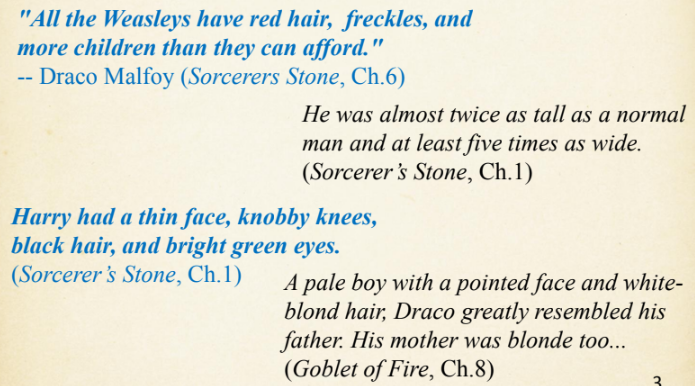 "All the Weasleys have red hair,  freckles, and
more children than they can afford."
-- Draco Malfoy (Sorcerers Stone, Ch.6)
He was almost twice as tall as a normal
man and at least five times as wide.
(Sorcerer's Stone, Ch.1)
Harry had a thin face, knobby knees,
black hair, and bright green eyes.
(Sorcerer's Stone, Ch.1)
A pale boy with a pointed face and white-
blond hair, Draco greatly resembled his
father. His mother was blonde too...
(Goblet of Fire, Ch.8)
3